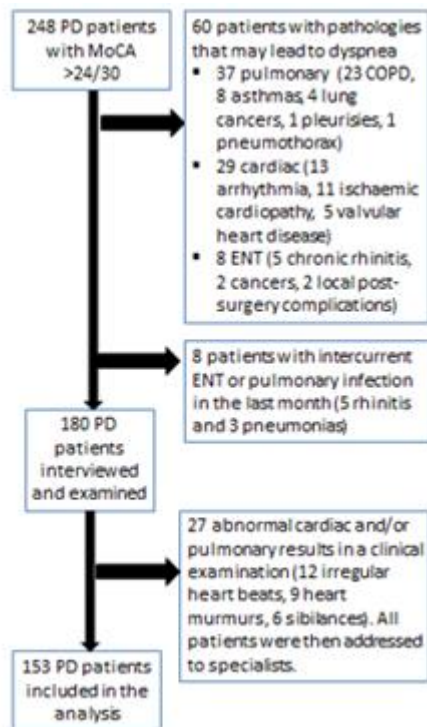 248 PD patients
with MoCA
>24/30
60 patients with pathologies
that may lead to dyspnea
▪ 37 pulmonary (23 COPD,
8 asthmas, 4 lung
cancers, 1 pleurisies, 1
pneumothorax)
▪ 29 cardiac (13
arrhythmia, 11 ischaemic
cardiopathy, 5 valvular
heart disease)
▪ 8 ENT (5 chronic rhinitis,
2 cancers, 2 local post-
surgery complications)
8 patients with intercurrent
ENT or pulmonary infection
in the last month (5 rhinitis
and 3 pneumonias)
180 PD
patients
interviewed
and examined
27 abnormal cardiac and/or
pulmonary results in a clinical
examination (12 irregular
heart beats, 9 heart
murmurs, 6 sibilances). All
patients were then addressed
to specialists.
153 PD patients
included in the
analysis